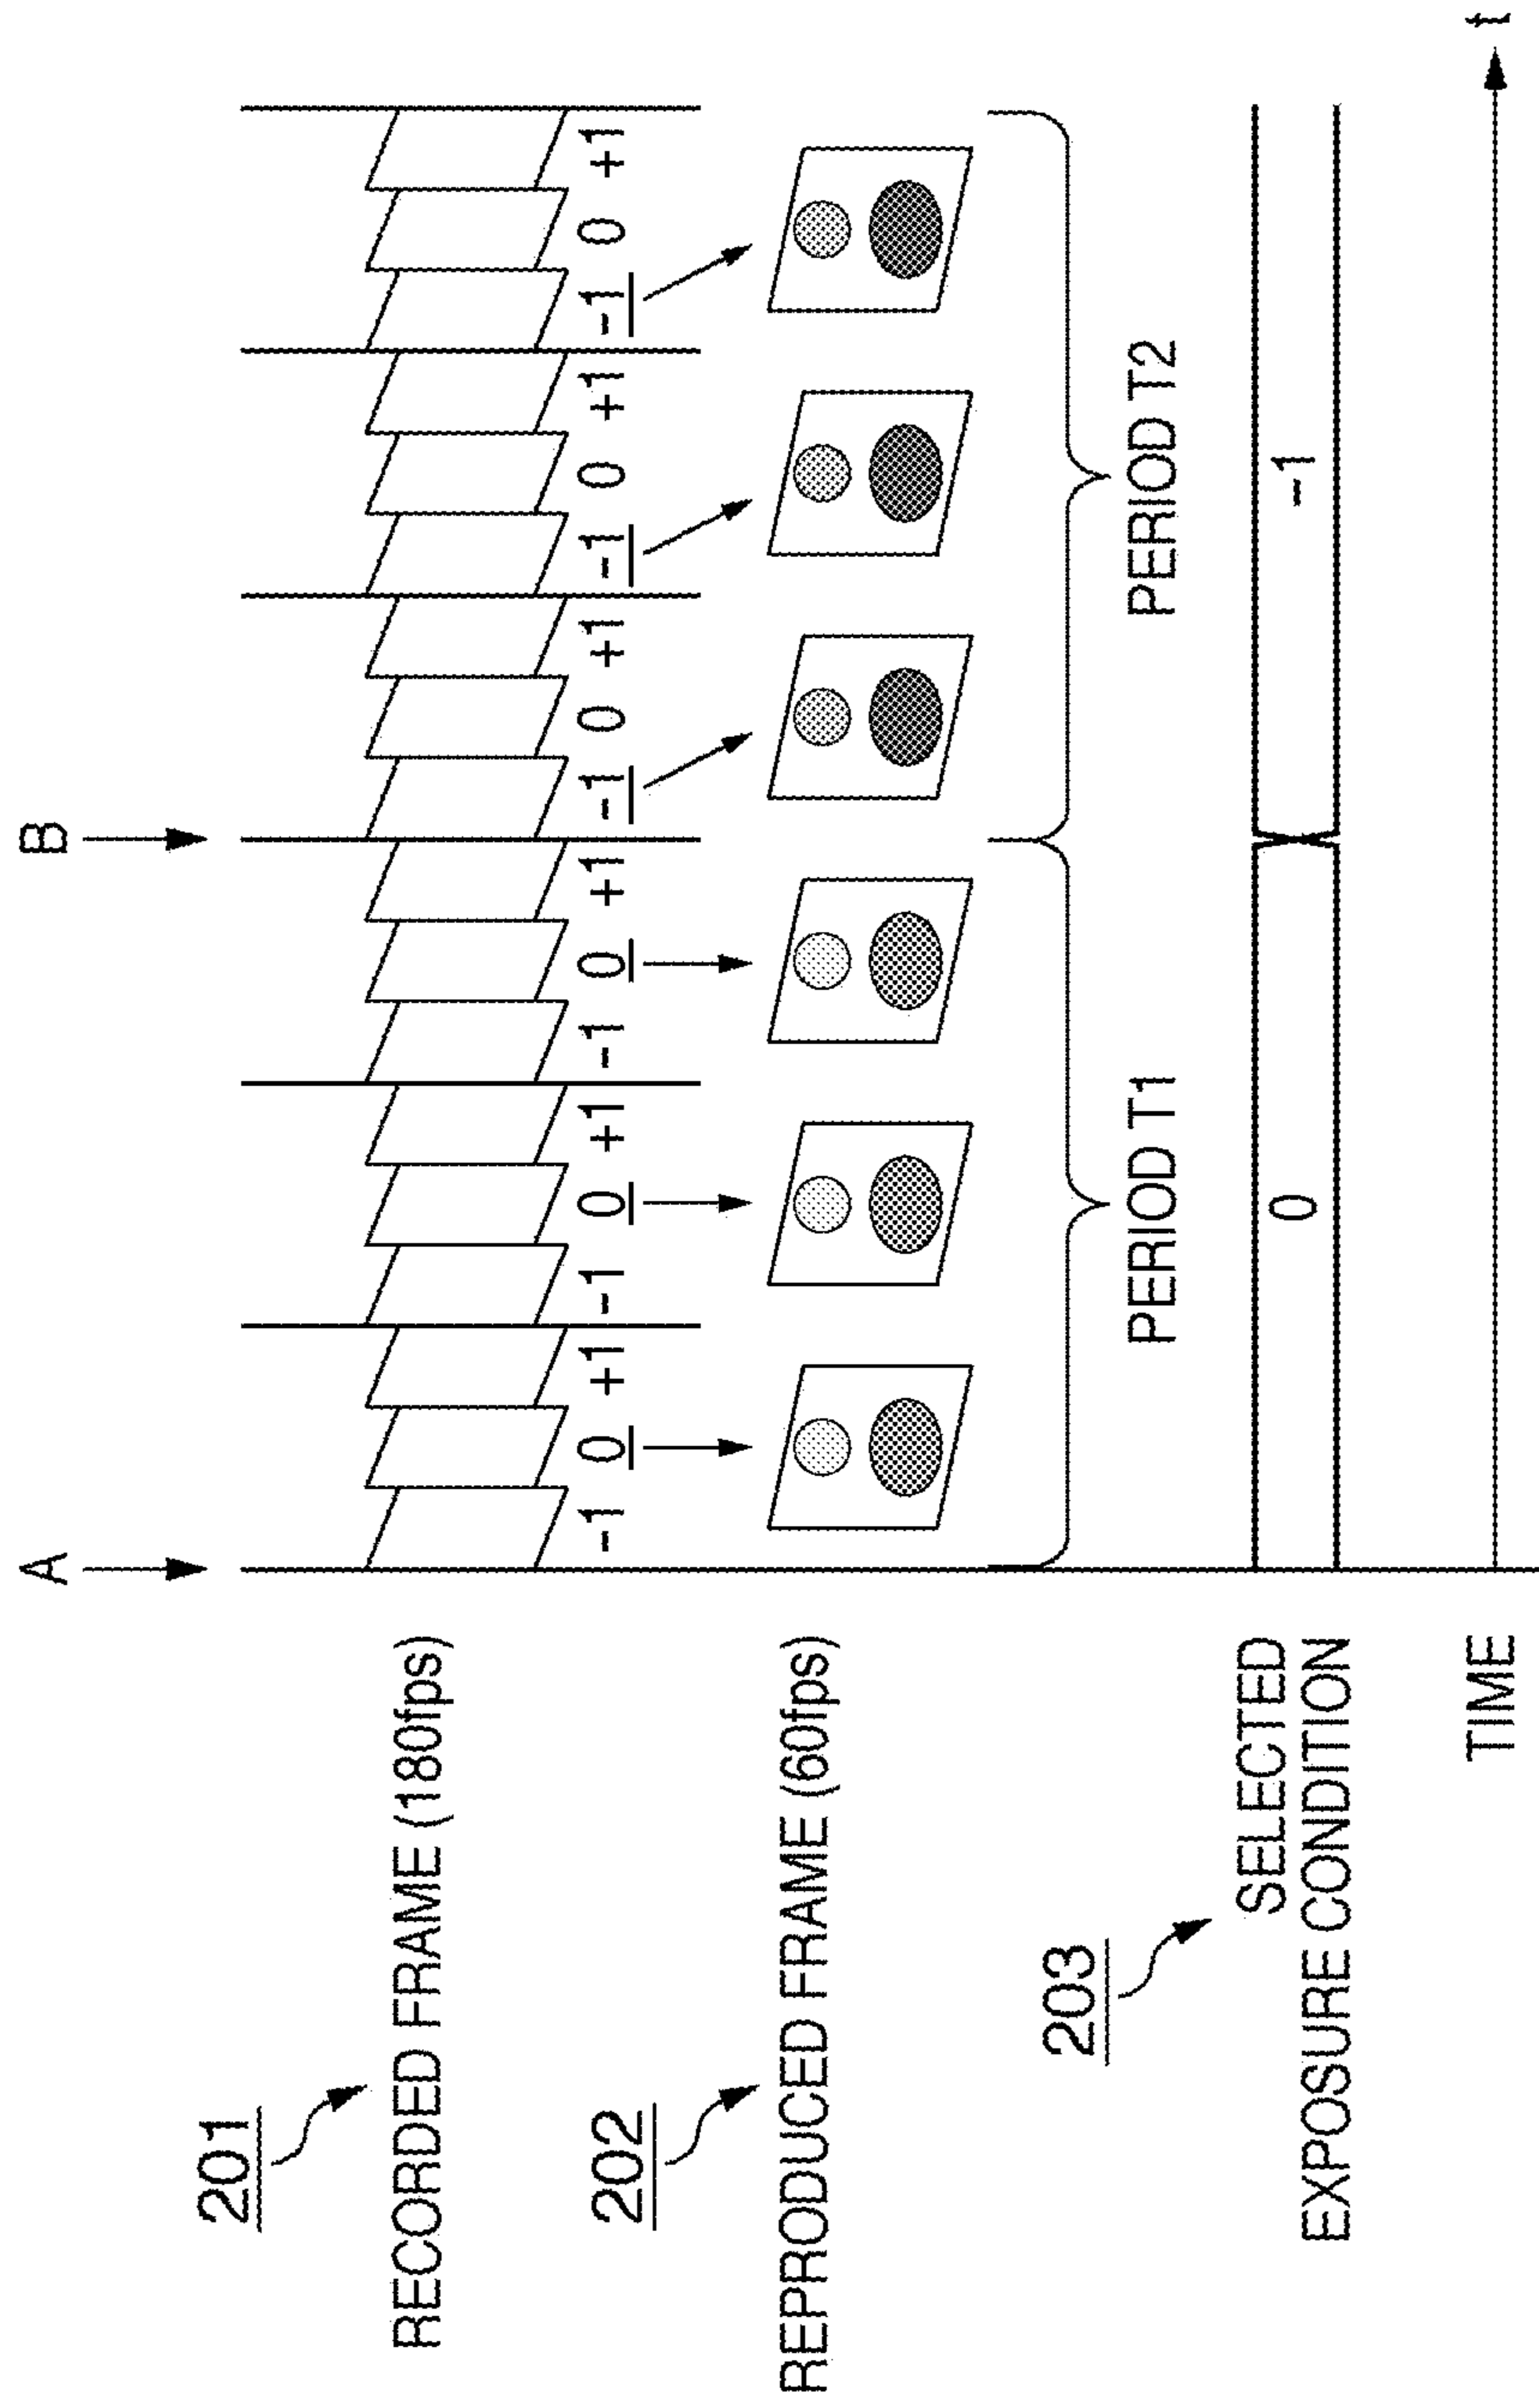 A B
201
RECORDED FRAME (180fps)
-1 0 +1 -1 0 +1 -1 0 +1 -1 0 +1 -1 0 +1 -1 0 +1
202
REPRODUCED FRAME (60fps)
PERIOD T1 PERIOD T2
203
SELECTED
EXPOSURE CONDITION
0 -1
TIME
t